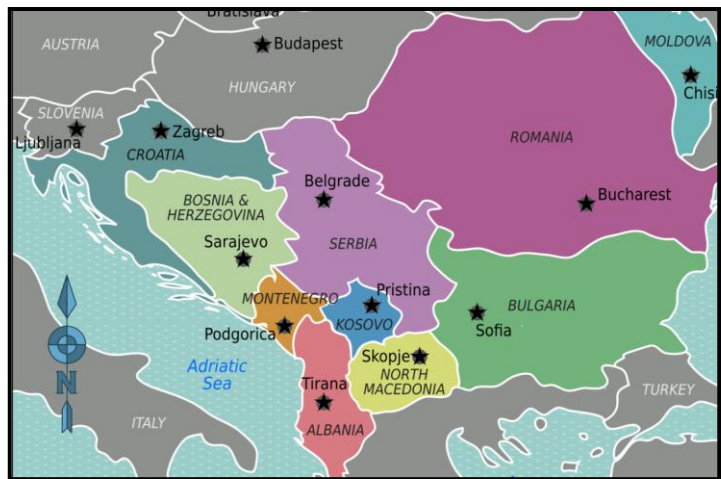 Bratislava
AUSTRIA
Budapest
MOLDOVA
HUNGARY
Chisi
SLOVENIA
Ljubljana
Zagreb
CROATIA
ROMANIA
Belgrade
BOSNIA &
HERZEGOVINA
Bucharest
Sarajevo
SERBIA
MONTENEGRO
Pristina
KOSOVO
BULGARIA
Podgorica
Sofia
Skopje
NORTH
MACEDONIA
Adriatic
Sea
Tirana
TURKEY
N
ITALY
ALBANIA